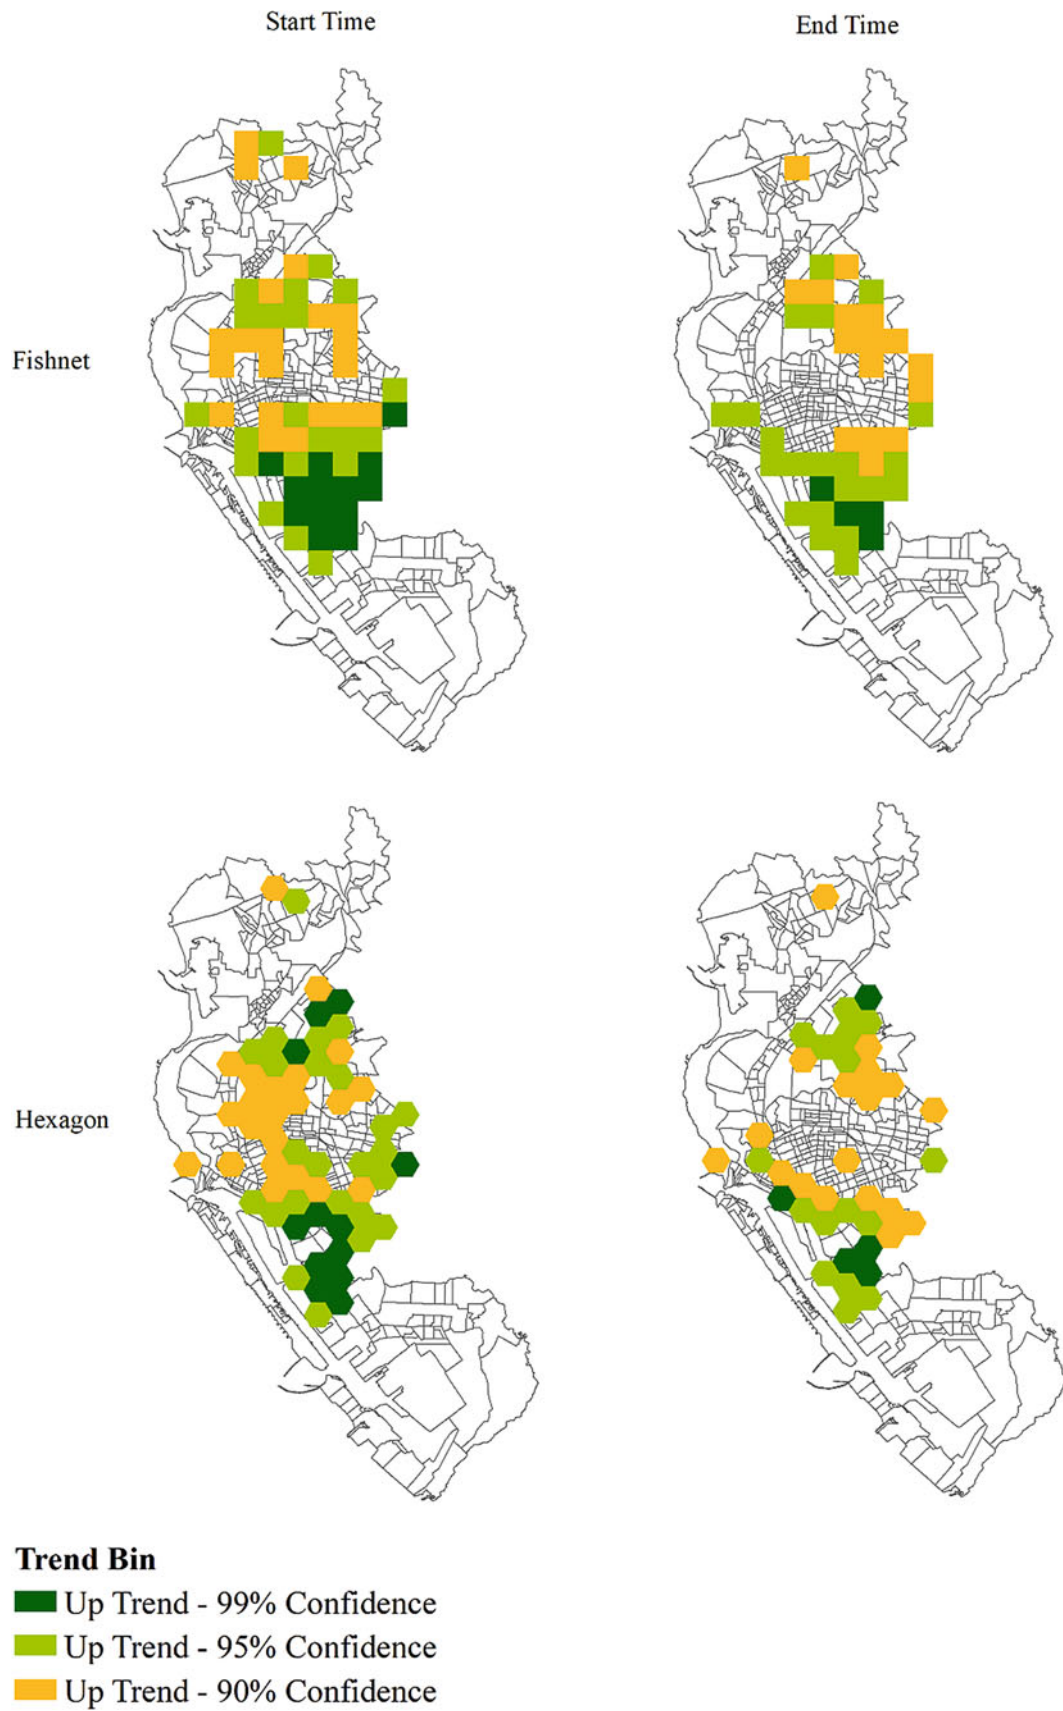 Start Time
End Time
Fishnet
Hexagon
Trend Bin
Up Trend - 99% Confidence
Up Trend - 95% Confidence
Up Trend - 90% Confidence